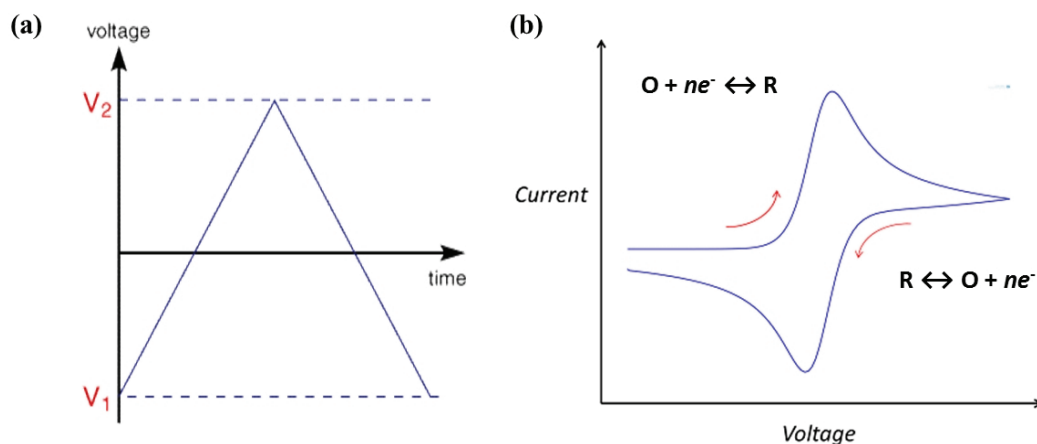 (a)
voltage
V₂
V₁
time
(b)
O + ne⁻ ↔ R
Current
R ↔ O + ne⁻
Voltage